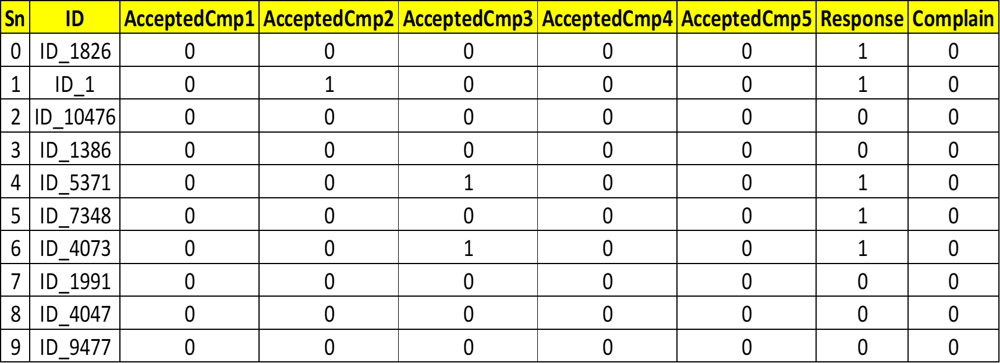 Sn ID AcceptedCmp1 AcceptedCmp2 AcceptedCmp3 AcceptedCmp4 AcceptedCmp5 Response Complain
0 ID_1826 0 0 0 0 0 1 0
1 ID_1 0 1 0 0 0 1 0
2 ID_10476 0 0 0 0 0 0 0
3 ID_1386 0 0 0 0 0 0 0
4 ID_5371 0 0 1 0 0 1 0
5 ID_7348 0 0 0 0 0 1 0
6 ID_4073 0 0 1 0 0 1 0
7 ID_1991 0 0 0 0 0 0 0
8 ID_4047 0 0 0 0 0 0 0
9 ID_9477 0 0 0 0 0 0 0